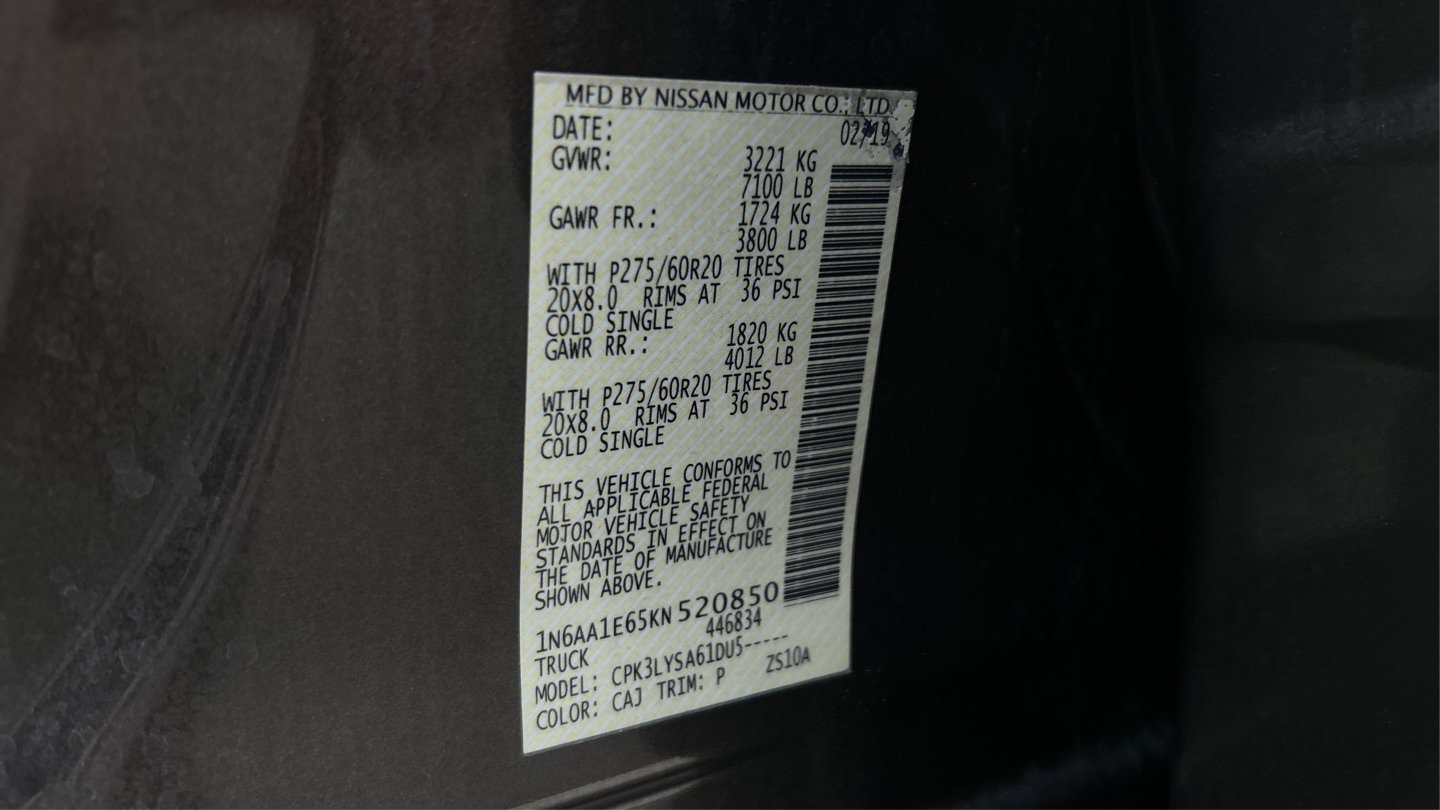 MFD BY NISSAN MOTOR CO., LTD.
DATE: 02/19
GVWR: 3221 KG
7100 LB
GAWR FR.: 1724 KG
3800 LB
WITH P275/60R20 TIRES
20X8.0 RIMS AT 36 PSI
COLD SINGLE
GAWR RR.: 1820 KG
4012 LB
WITH P275/60R20 TIRES
20X8.0 RIMS AT 36 PSI
COLD SINGLE
THIS VEHICLE CONFORMS TO
ALL APPLICABLE FEDERAL
MOTOR VEHICLE SAFETY
STANDARDS IN EFFECT ON
THE DATE OF MANUFACTURE
SHOWN ABOVE.
1N6AA1E65KN520850
TRUCK 446834
MODEL: CPK3LYSA61DU5-----
COLOR: CAJ TRIM: P ZS10A